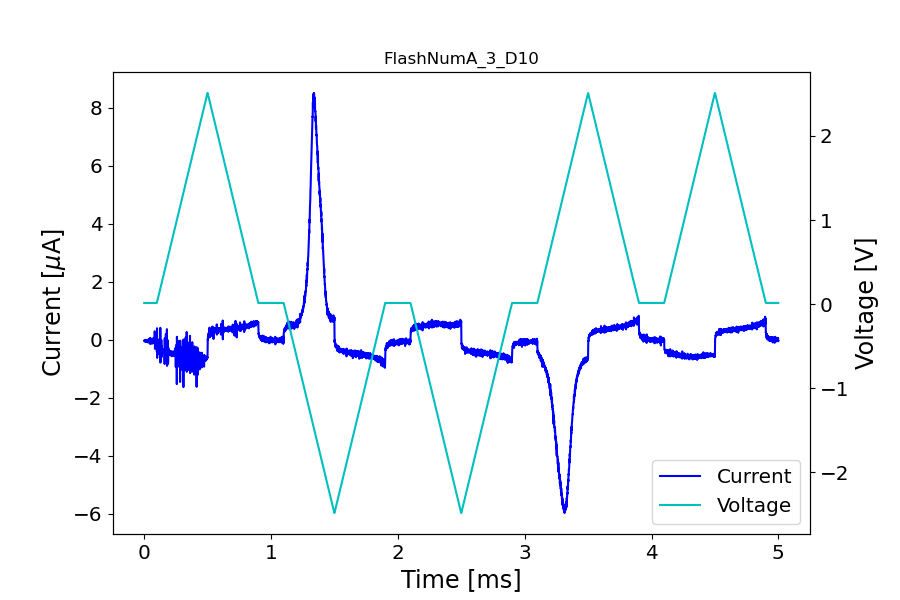 FlashNumA_3_D10
8
6
4
2
0
−2
−4
−6
Current [μA]
2
1
0
−1
−2
Voltage [V]
Current
Voltage
0 1 2 3 4 5
Time [ms]